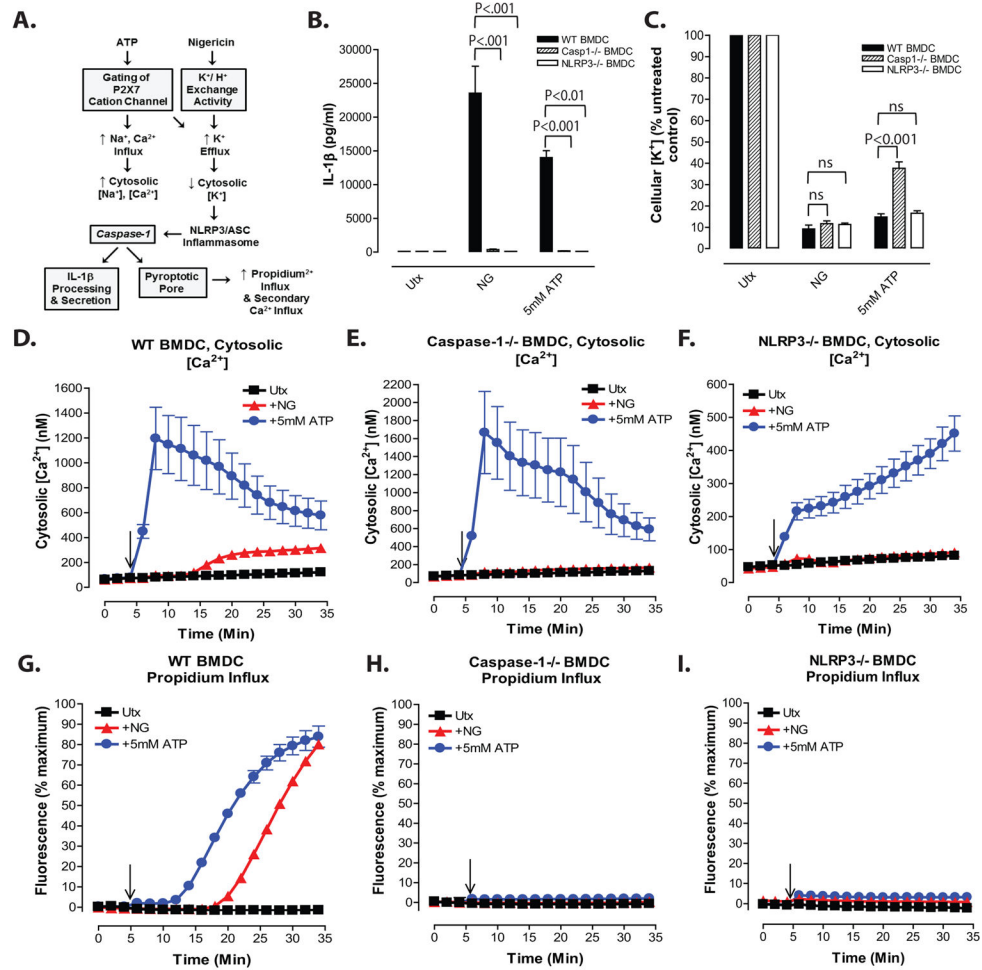 A.
ATP
Nigericin
Gating of
P2X7
Cation Channel
K⁺/ H⁺
Exchange
Activity
↑ Na⁺, Ca²⁺
Influx
↑ K⁺
Efflux
↑ Cytosolic
[Na⁺], [Ca²⁺]
↓ Cytosolic
[K⁺]
Caspase-1
NLRP3/ASC
Inflammasome
IL-1β
Processing
& Secretion
Pyroptotic
Pore
↑ Propidium²⁺
Influx
& Secondary
Ca²⁺ Influx
B.
P<.001
P<.001
WT BMDC
Casp1-/- BMDC
NLRP3-/- BMDC
P<0.01
P<0.001
IL-1β (pg/ml)
30000
25000
20000
15000
10000
5000
0
Utx
NG
5mM ATP
C.
WT BMDC
Casp1-/- BMDC
NLRP3-/- BMDC
ns
P<0.001
ns
ns
Cellular [K⁺] (% untreated
control)
100
90
80
70
60
50
40
30
20
10
0
Utx
NG
5mM ATP
D.
WT BMDC, Cytosolic
[Ca²⁺]
Utx
+NG
+5mM ATP
Cytosolic [Ca²⁺] (nM)
1600
1400
1200
1000
800
600
400
200
0
0 5 10 15 20 25 30 35
Time (Min)
E.
Caspase-1-/- BMDC, Cytosolic
[Ca²⁺]
Utx
+NG
+5mM ATP
Cytosolic [Ca²⁺] (nM)
2200
2000
1800
1600
1400
1200
1000
800
600
400
200
0
0 5 10 15 20 25 30 35
Time (Min)
F.
NLRP3-/- BMDC, Cytosolic
[Ca²⁺]
Utx
+NG
+5mM ATP
Cytosolic [Ca²⁺] (nM)
600
500
400
300
200
100
0
0 5 10 15 20 25 30 35
Time (Min)
G.
WT BMDC
Propidium Influx
Utx
+NG
+5mM ATP
Fluorescence (% maximum)
100
90
80
70
60
50
40
30
20
10
0
0 5 10 15 20 25 30 35
Time (Min)
H.
Caspase-1-/- BMDC
Propidium Influx
Utx
+NG
+5mM ATP
Fluorescence (% maximum)
100
90
80
70
60
50
40
30
20
10
0
0 5 10 15 20 25 30 35
Time (Min)
I.
NLRP3-/- BMDC
Propidium Influx
Utx
+NG
+5mM ATP
Fluorescence (% maximum)
100
90
80
70
60
50
40
30
20
10
0
0 5 10 15 20 25 30 35
Time (Min)